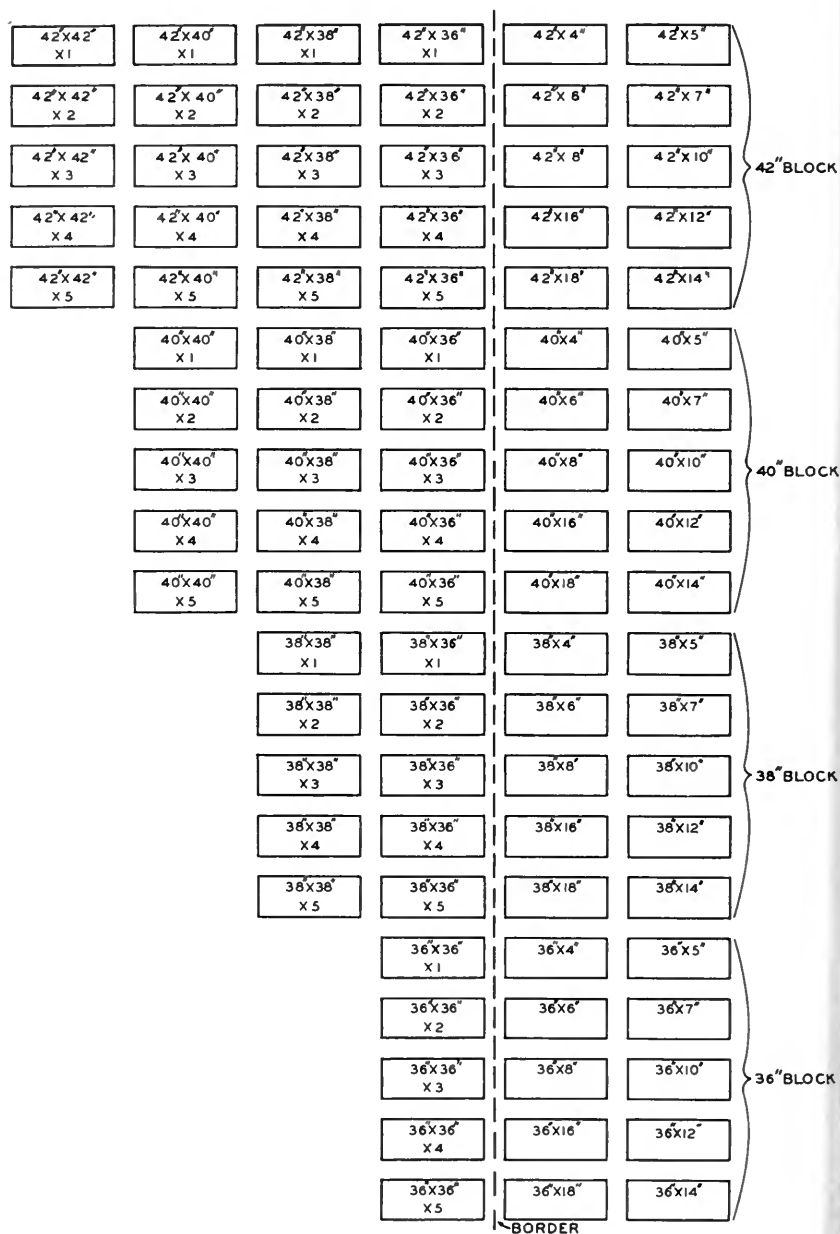 42"X42" 42"X40" 42"X38" 42"X36" 42"X4" 42"X5"
X1 X1 X1 X1
42"X42" 42"X40" 42"X38" 42"X36" 42"X6" 42"X7"
X2 X2 X2 X2
42"X42" 42"X40" 42"X38" 42"X36" 42"X8" 42"X10" 42" BLOCK
X3 X3 X3 X3
42"X42" 42"X40" 42"X38" 42"X36" 42"X16" 42"X12"
X4 X4 X4 X4
42"X42" 42"X40" 42"X38" 42"X36" 42"X18" 42"X14"
X5 X5 X5 X5
40"X40" 40"X38" 40"X36" 40"X4" 40"X5"
X1 X1 X1
40"X40" 40"X38" 40"X36" 40"X6" 40"X7"
X2 X2 X2
40"X40" 40"X38" 40"X36" 40"X8" 40"X10" 40" BLOCK
X3 X3 X3
40"X40" 40"X38" 40"X36" 40"X16" 40"X12"
X4 X4 X4
40"X40" 40"X38" 40"X36" 40"X18" 40"X14"
X5 X5 X5
38"X38" 38"X36" 38"X4" 38"X5"
X1 X1
38"X38" 38"X36" 38"X6" 38"X7"
X2 X2
38"X38" 38"X36" 38"X8" 38"X10" 38" BLOCK
X3 X3
38"X38" 38"X36" 38"X16" 38"X12"
X4 X4
38"X38" 38"X36" 38"X18" 38"X14"
X5 X5
36"X36" 36"X4" 36"X5"
X1
36"X36" 36"X6" 36"X7"
X2
36"X36" 36"X8" 36"X10" 36" BLOCK
X3
36"X36" 36"X16" 36"X12"
X4
36"X36" 36"X18" 36"X14"
X5
BORDER